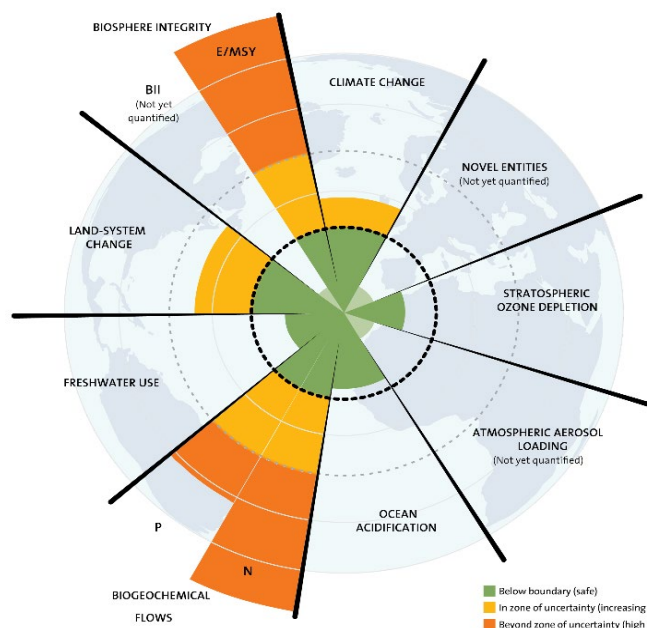 BIOSPHERE INTEGRITY
E/MSY
CLIMATE CHANGE
BII
(Not yet
quantified)
NOVEL ENTITIES
(Not yet quantified)
LAND-SYSTEM
CHANGE
STRATOSPHERIC
OZONE DEPLETION
FRESHWATER USE
ATMOSPHERIC AEROSOL
LOADING
(Not yet quantified)
OCEAN
ACIDIFICATION
P
N
BIOGEOCHEMICAL
FLOWS
Below boundary (safe)
In zone of uncertainty (increasing
Beyond zone of uncertainty (high